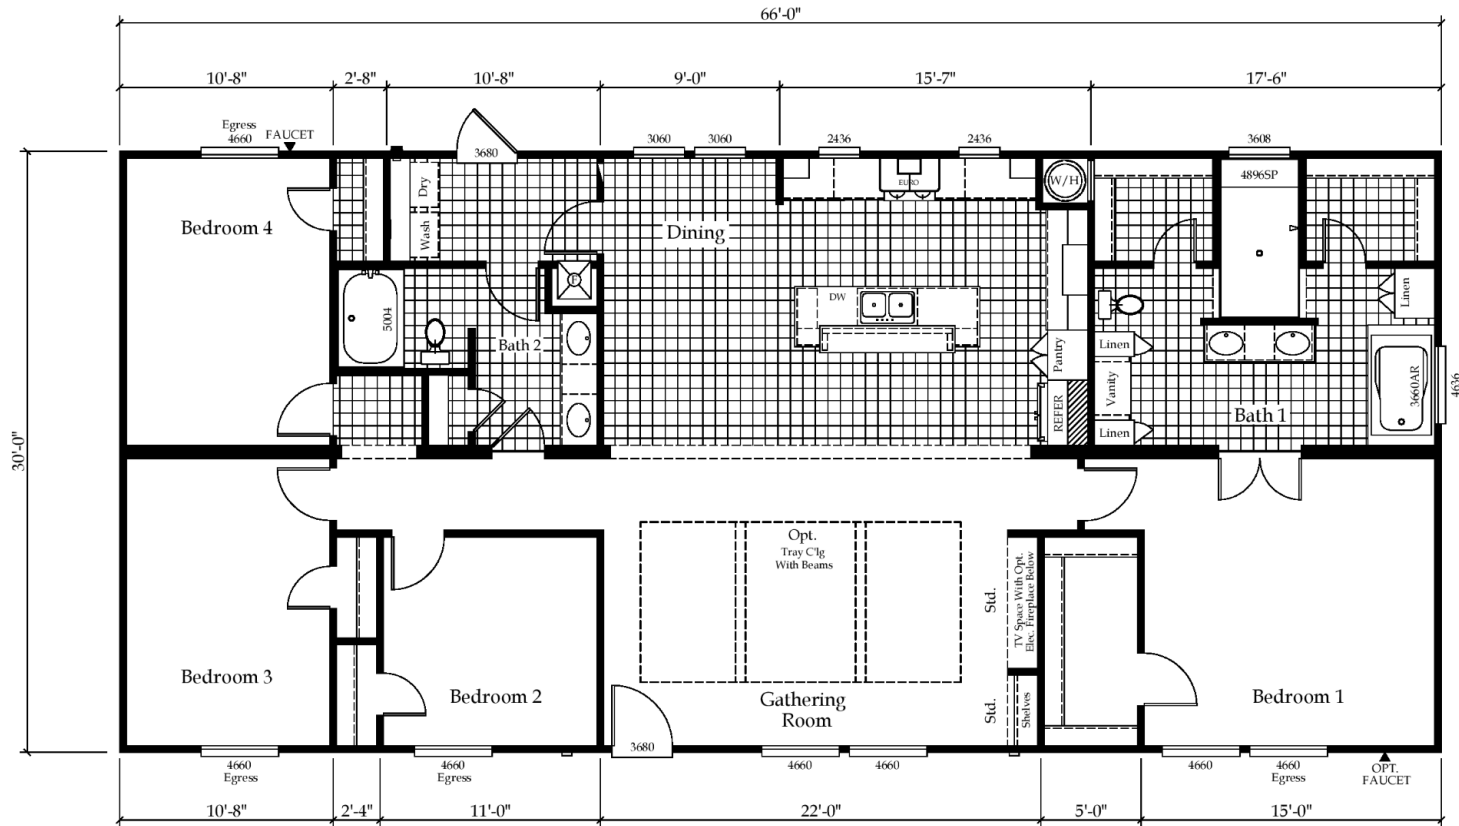 66'-0"
10'-8"
2'-8"
10'-8"
9'-0"
15'-7"
17'-6"
Egress
4660
FAUCET
3680
3060
3060
2436
2436
3608
Bedroom 4
Dry
Wash
Dining
EURO
W/H
4896SP
F
5004
Bath 2
DW
Pantry
REFER
Linen
Vanity
Linen
Linen
3660AR
4636
Bath 1
30'-0"
Opt.
Tray C'lg
With Beams
Std.
TV Space With Opt.
Elec. Fireplace Below
Std.
Shelves
Bedroom 3
Bedroom 2
Gathering
Room
Bedroom 1
3680
4660
Egress
4660
Egress
4660
4660
4660
4660
Egress
OPT.
FAUCET
10'-8"
2'-4"
11'-0"
22'-0"
5'-0"
15'-0"